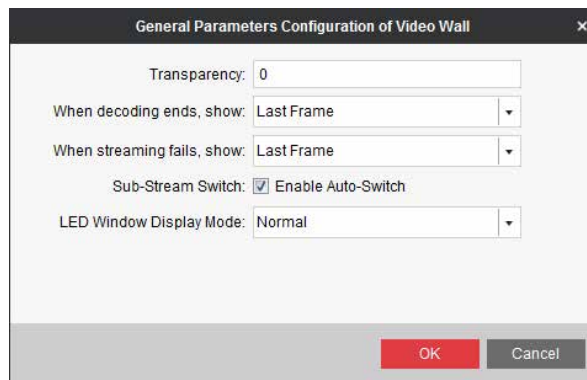 General Parameters Configuration of Video Wall
Transparency: 0
When decoding ends, show: Last Frame
When streaming fails, show: Last Frame
Sub-Stream Switch: Enable Auto-Switch
LED Window Display Mode: Normal
OK Cancel